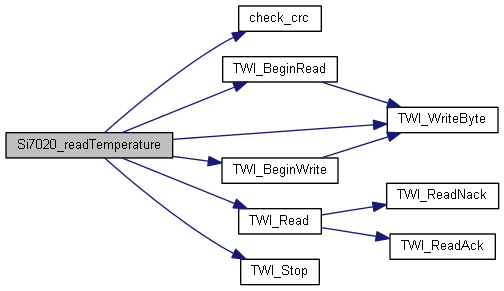 check_crc
TWI_BeginRead
TWI_WriteByte
Si7020_readTemperature
TWI_BeginWrite
TWI_ReadNack
TWI_Read
TWI_ReadAck
TWI_Stop